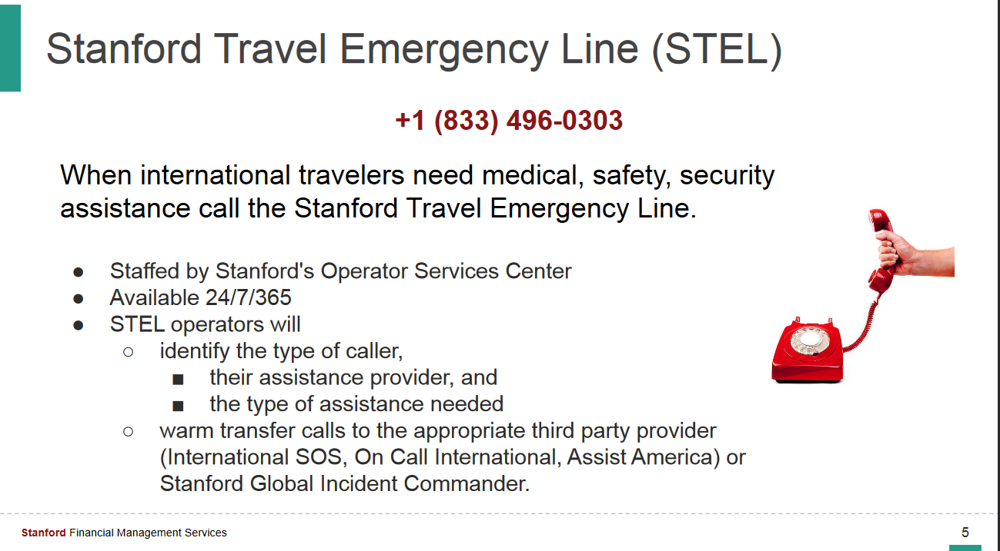 Stanford Travel Emergency Line (STEL)
+1 (833) 496-0303
When international travelers need medical, safety, security
assistance call the Stanford Travel Emergency Line.
● Staffed by Stanford's Operator Services Center
● Available 24/7/365
● STEL operators will
○ identify the type of caller,
■ their assistance provider, and
■ the type of assistance needed
○ warm transfer calls to the appropriate third party provider
(International SOS, On Call International, Assist America) or
Stanford Global Incident Commander.
Stanford Financial Management Services
5